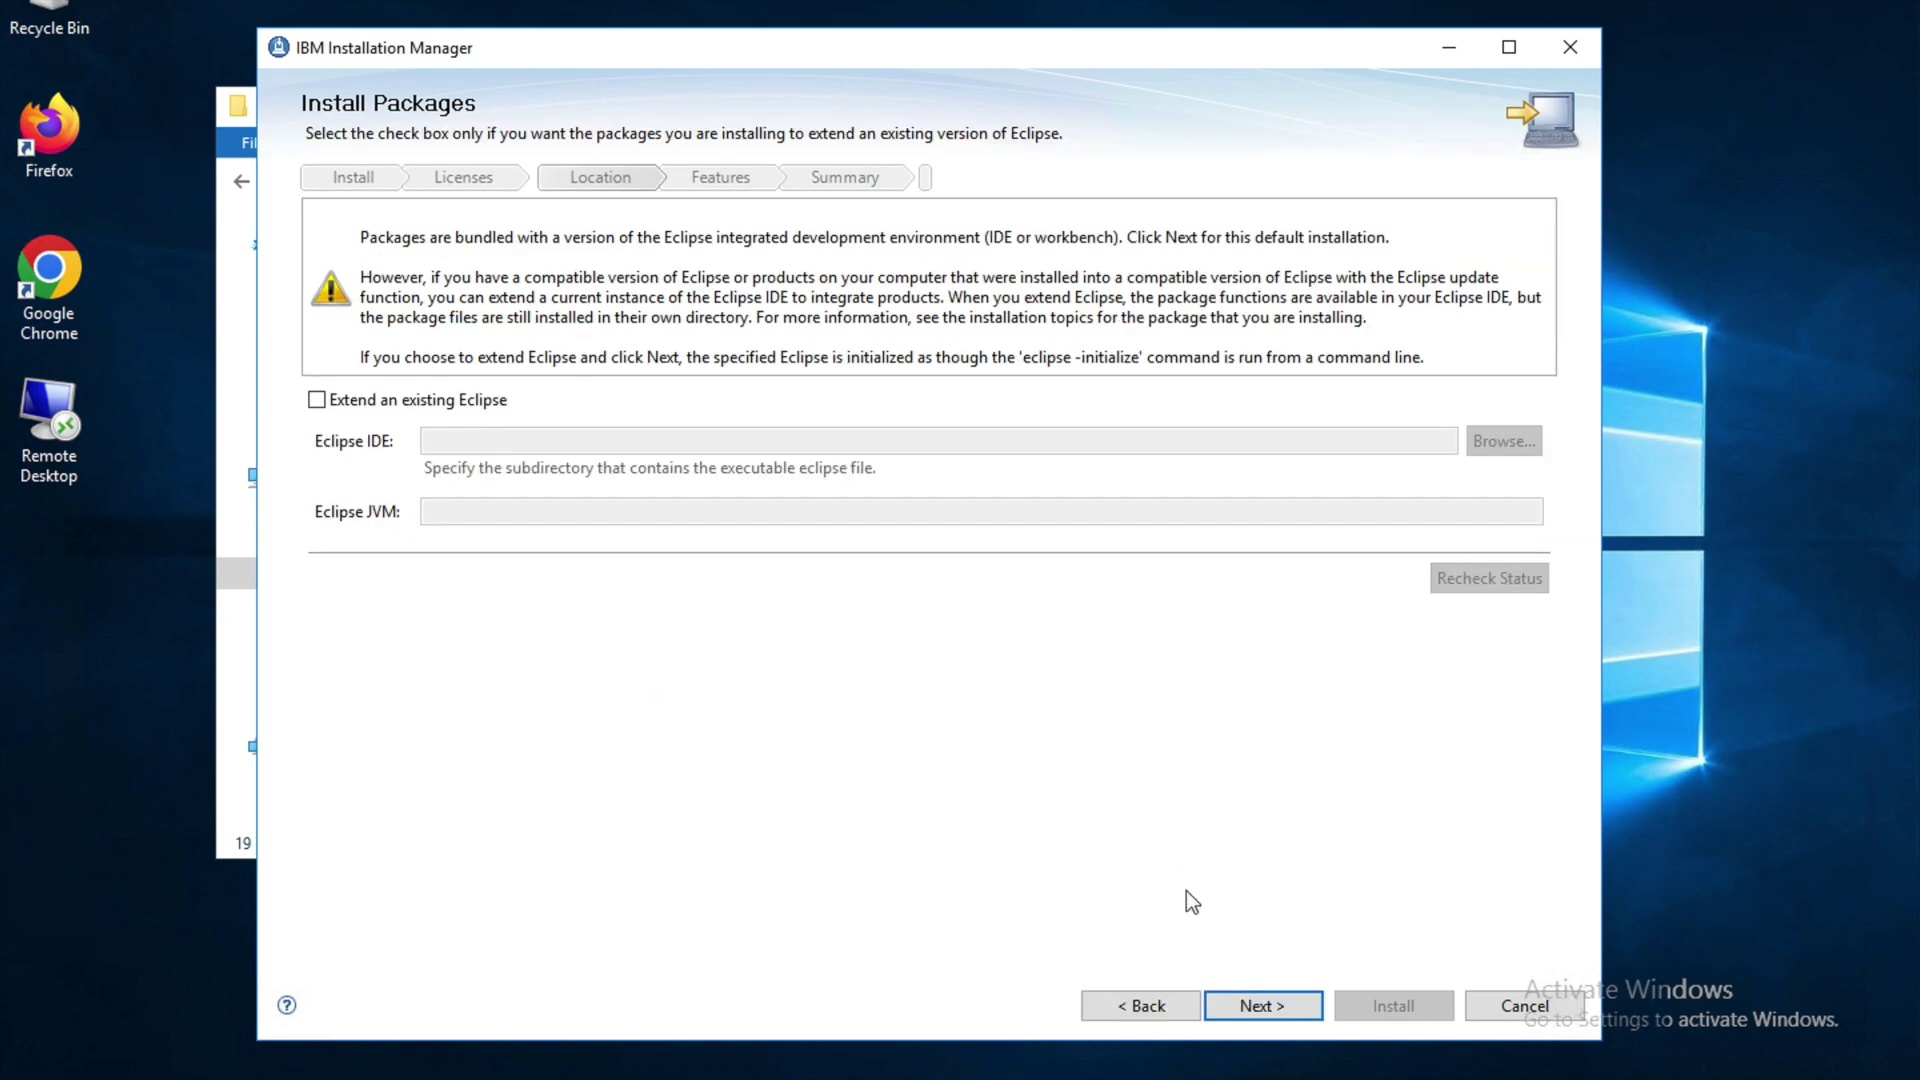 Recycle Bin
IBM Installation Manager
Install Packages
Select the check box only if you want the packages you are installing to extend an existing version of Eclipse.
Fil
Firefox
Install
Licenses
Location
Features
Summary
Packages are bundled with a version of the Eclipse integrated development environment (IDE or workbench). Click Next for this default installation.
However, if you have a compatible version of Eclipse or products on your computer that were installed into a compatible version of Eclipse with the Eclipse update
function, you can extend a current instance of the Eclipse IDE to integrate products. When you extend Eclipse, the package functions are available in your Eclipse IDE, but
the package files are still installed in their own directory. For more information, see the installation topics for the package that you are installing.
If you choose to extend Eclipse and click Next, the specified Eclipse is initialized as though the 'eclipse -initialize' command is run from a command line.
Google
Chrome
Extend an existing Eclipse
Eclipse IDE:
Browse...
Specify the subdirectory that contains the executable eclipse file.
Remote
Desktop
Eclipse JVM:
Recheck Status
19
< Back
Next >
Install
Cancel
Activate Windows
Go to Settings to activate Windows.